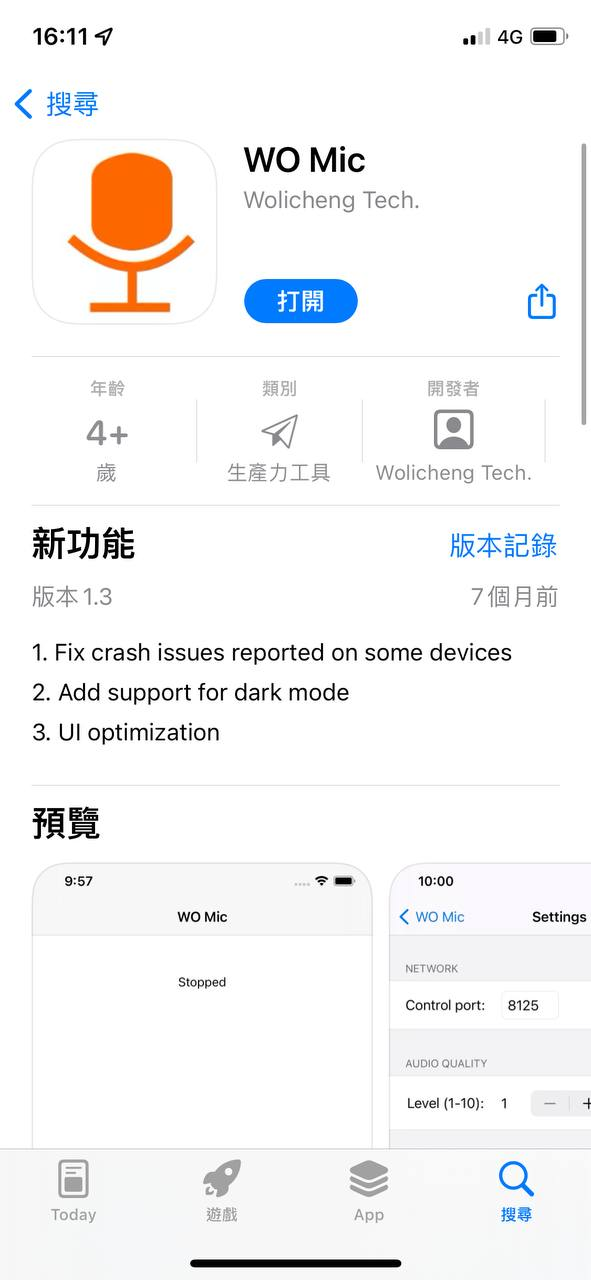 16:11
4G
搜尋
WO Mic
Wolicheng Tech.
打開
年齡
4+
歲
類別
生產力工具
開發者
Wolicheng Tech.
新功能
版本記錄
版本 1.3
7 個月前
1. Fix crash issues reported on some devices
2. Add support for dark mode
3. UI optimization
預覽
9:57
WO Mic
Stopped
10:00
WO Mic
Settings
NETWORK
Control port:
8125
AUDIO QUALITY
Level (1-10):
1
Today
遊戲
App
搜尋